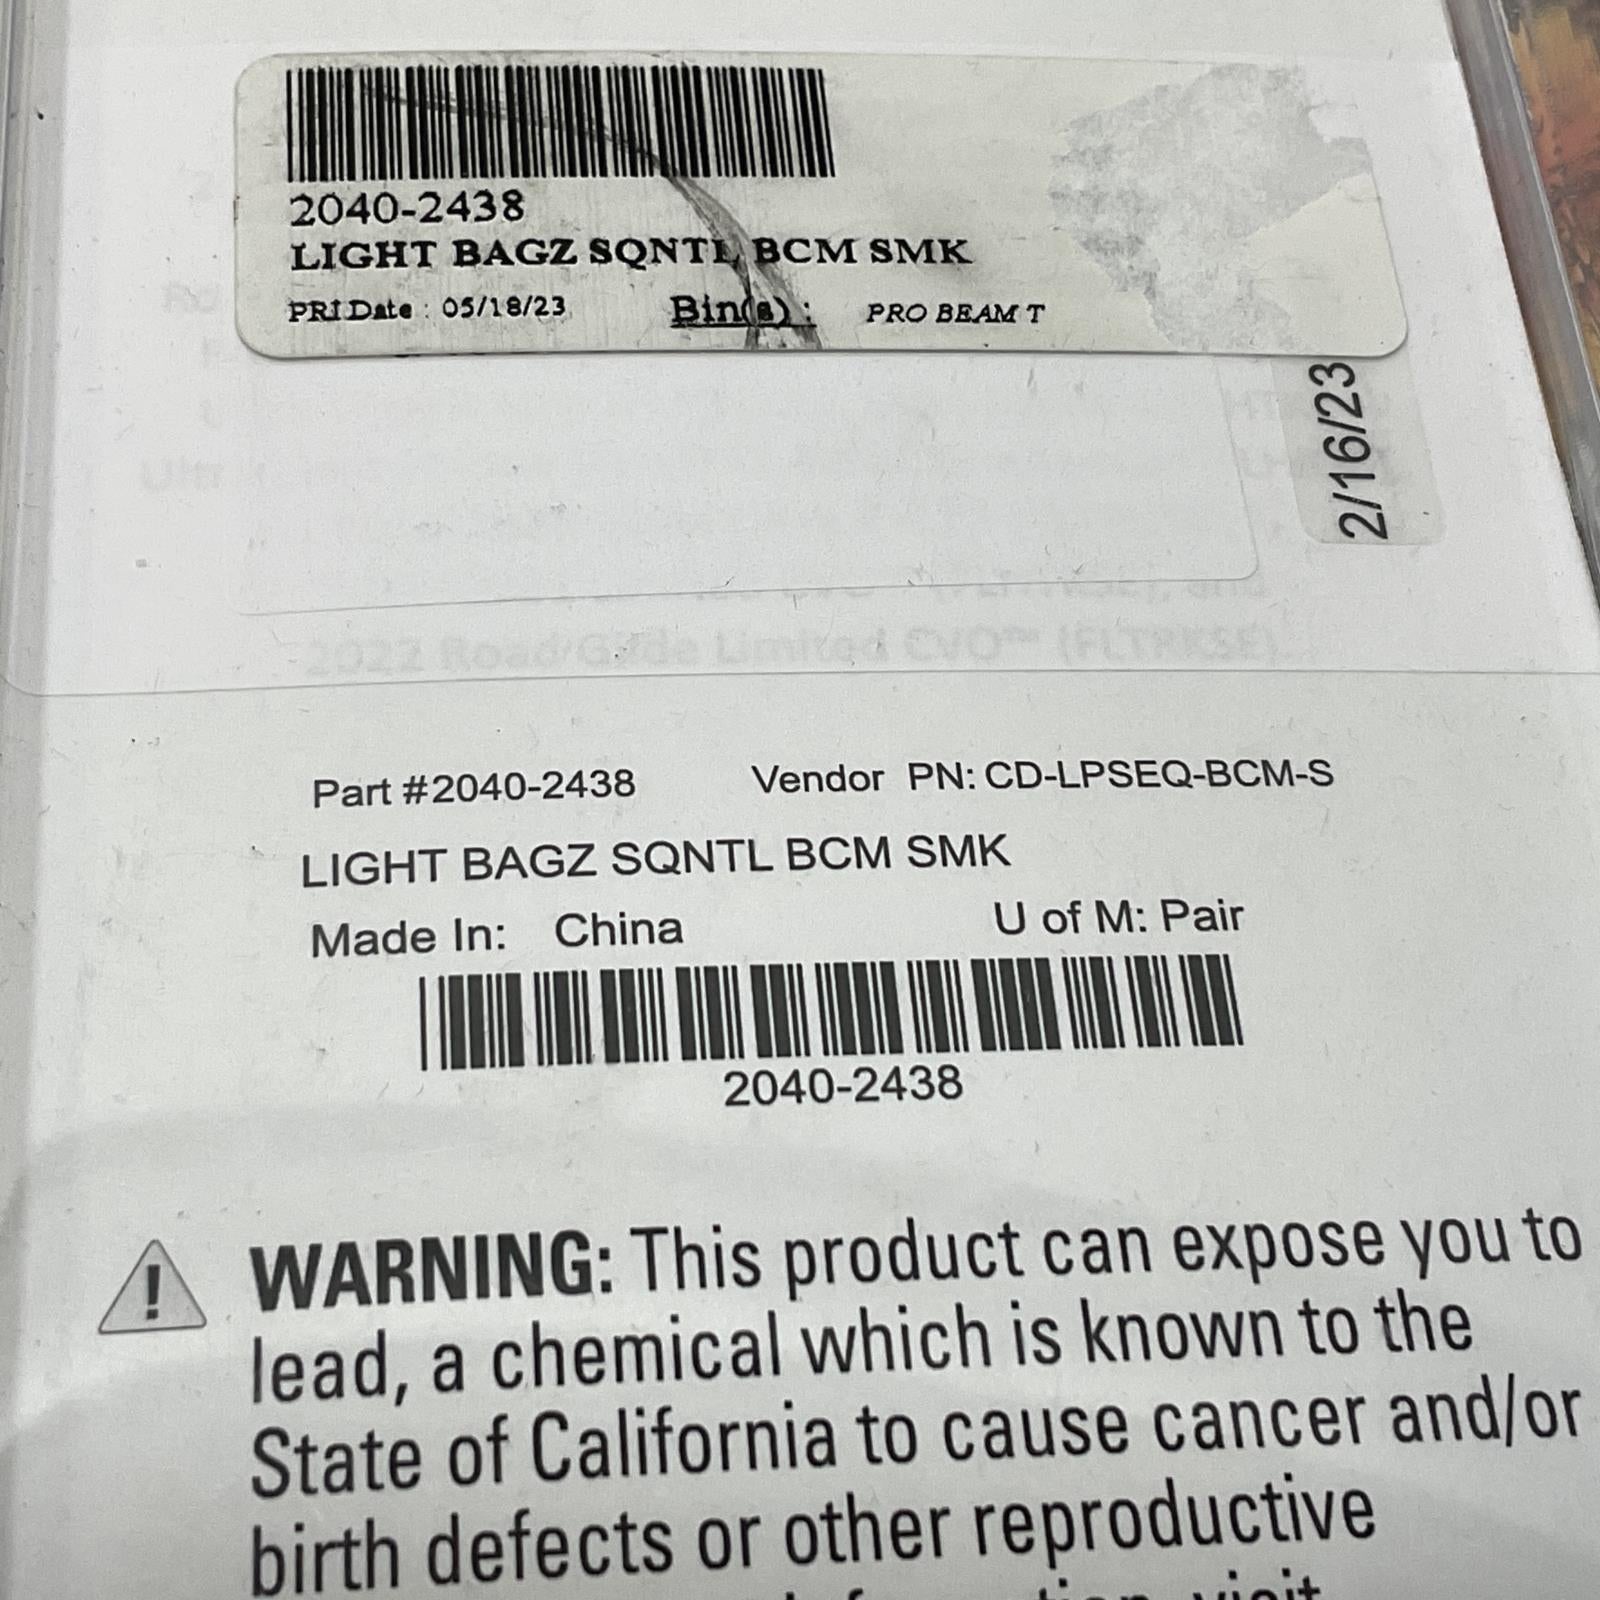 2040-2438
LIGHT BAGZ SQNTL BCM SMK
PRI Date : 05/18/23 Bin(s) : PRO BEAM T
2/16/23
2022 Road Glide Limited CVO™ (FLTRKSE).
Part #2040-2438 Vendor PN: CD-LPSEQ-BCM-S
LIGHT BAGZ SQNTL BCM SMK
Made In: China U of M: Pair
2040-2438
WARNING: This product can expose you to
lead, a chemical which is known to the
State of California to cause cancer and/or
birth defects or other reproductive
visit